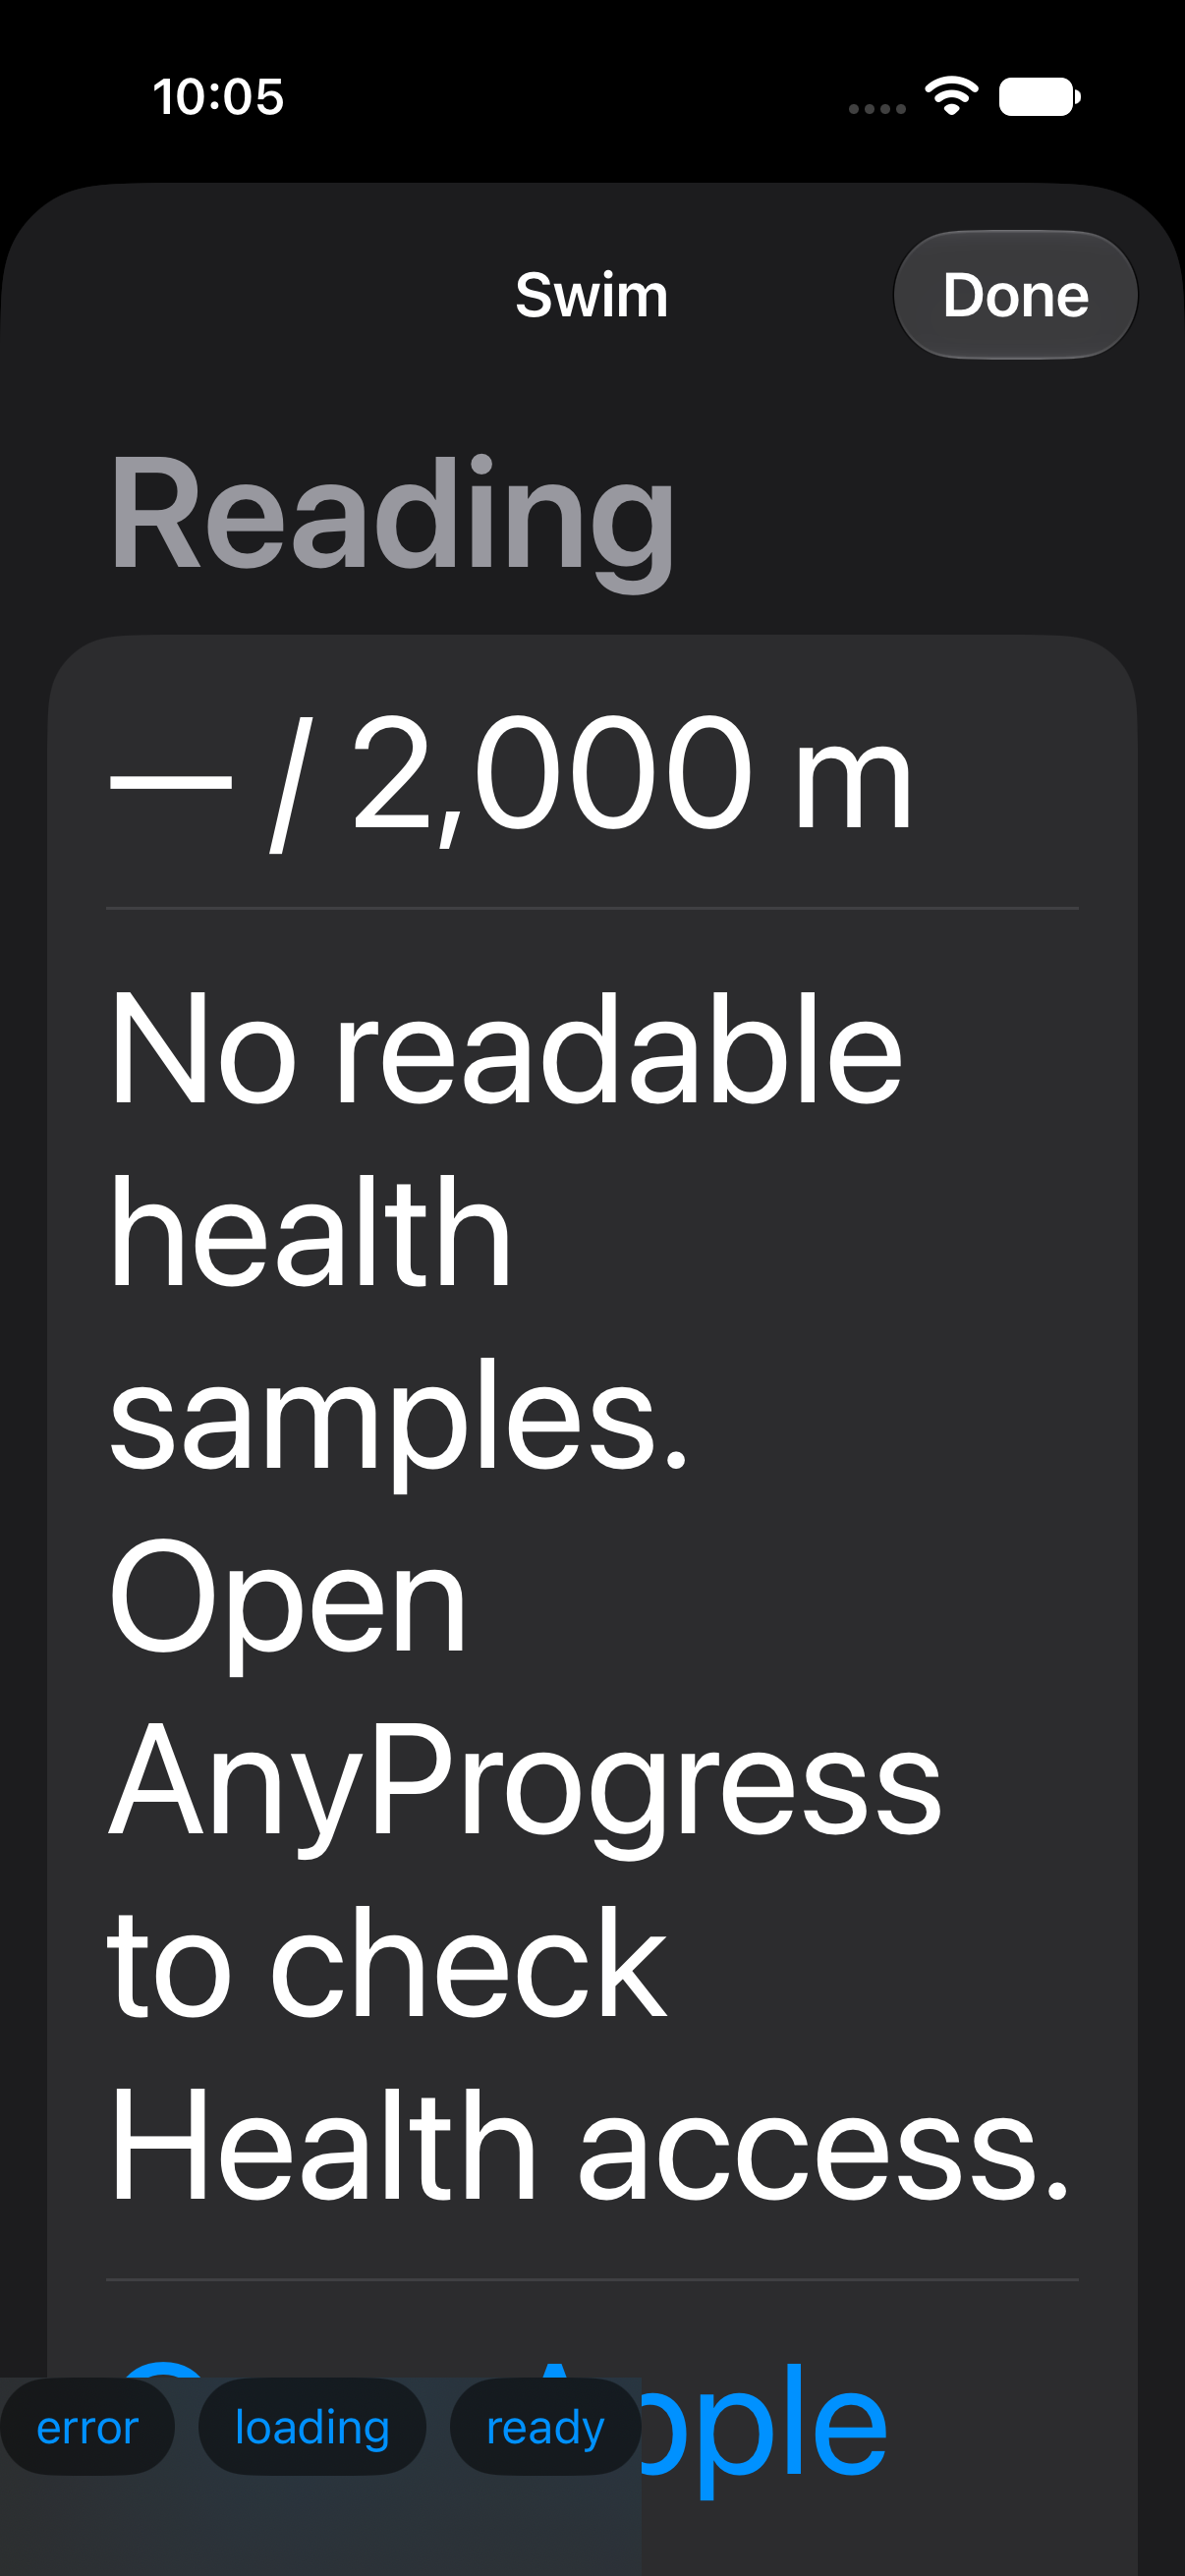 10:05
Swim
Done
Reading
— / 2,000 m
No readable
health
samples.
Open
AnyProgress
to check
Health access.
error
loading
ready